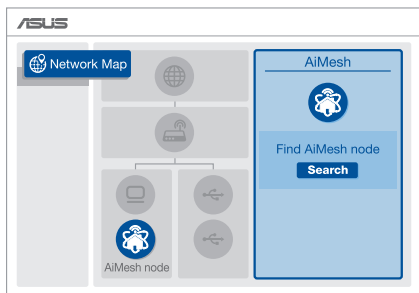 ASUS
Network Map
AiMesh
Find AiMesh node
Search
AiMesh node